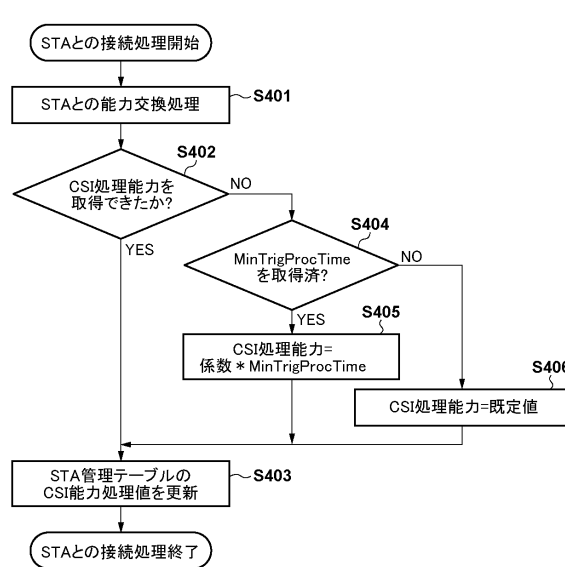 STAとの接続処理開始
STAとの能力交換処理
S401
S402
CSI処理能力を
取得できたか?
NO
YES
S404
MinTrigProcTime
を取得済?
NO
YES
S405
CSI処理能力=
係数*MinTrigProcTime
S406
CSI処理能力=既定値
STA管理テーブルの
CSI能力処理値を更新
S403
STAとの接続処理終了